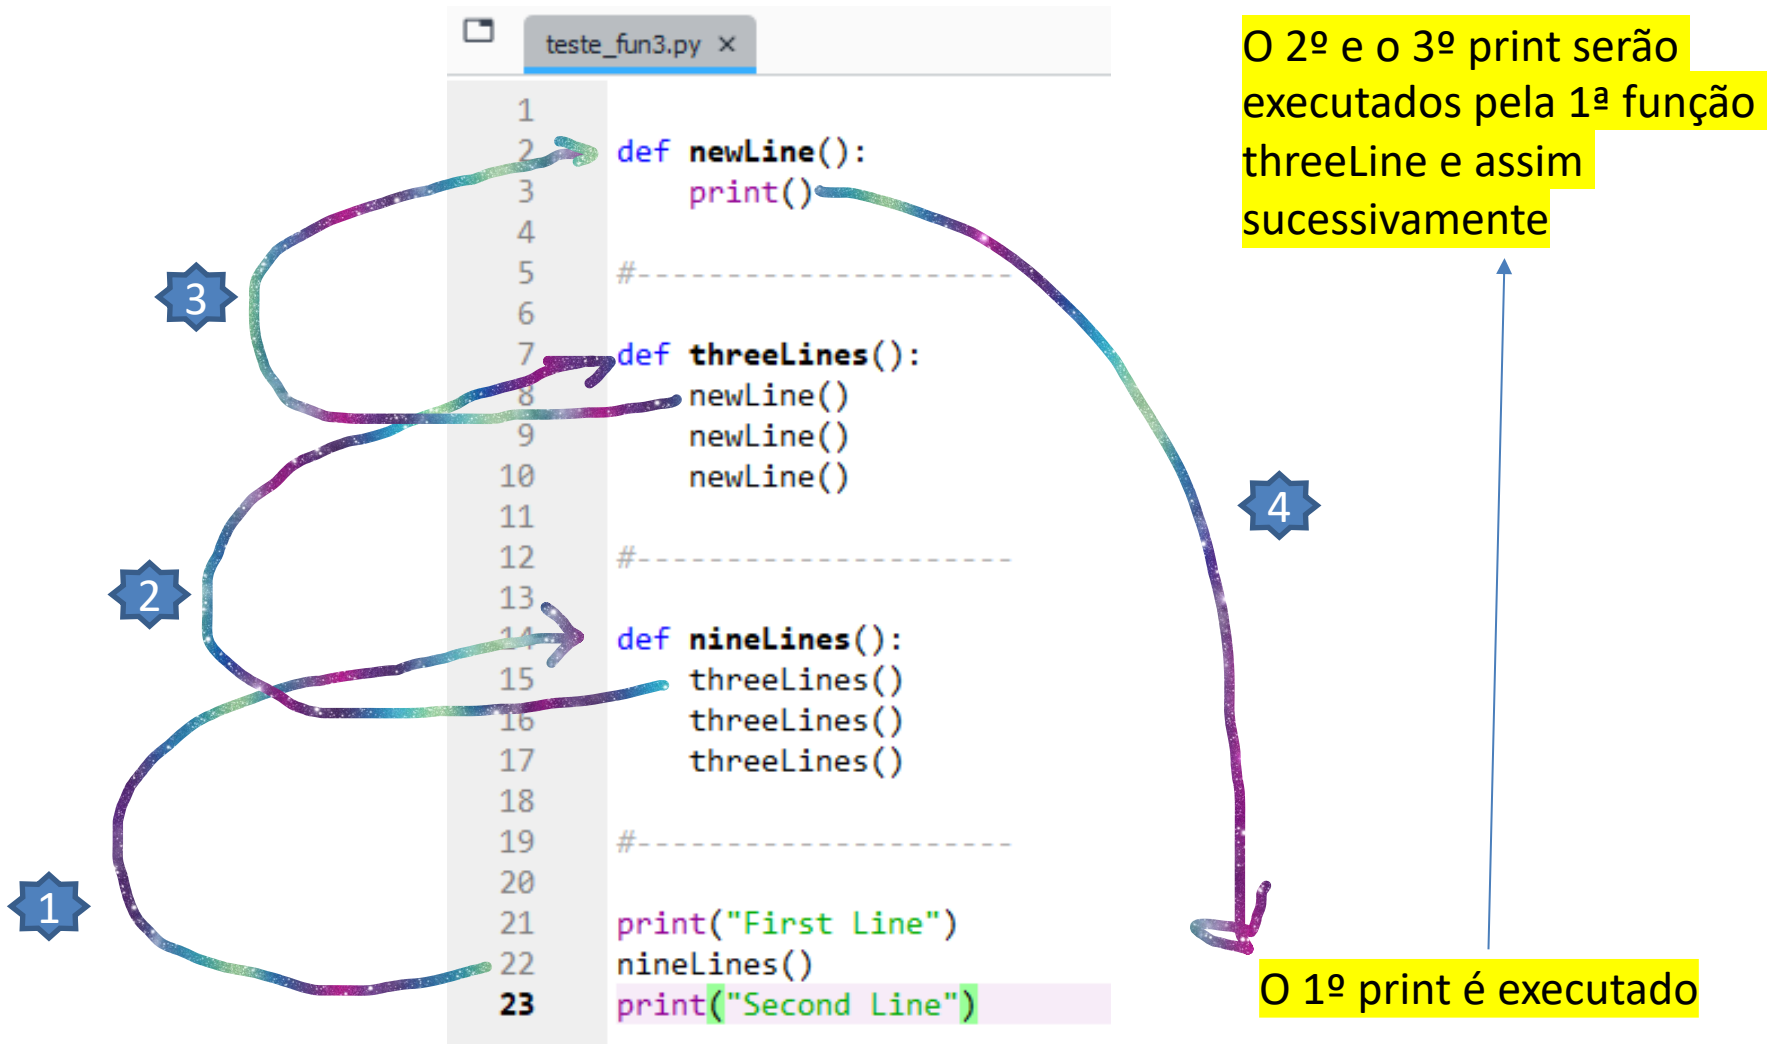 teste_fun3.py ×
1
2 def newLine():
3     print()
4
5 #---------------------
6
7 def threeLines():
8     newLine()
9     newLine()
10     newLine()
11
12 #---------------------
13
14 def nineLines():
15     threeLines()
16     threeLines()
17     threeLines()
18
19 #---------------------
20
21 print("First Line")
22 nineLines()
23 print("Second Line")
3
2
1
4
O 2º e o 3º print serão
executados pela 1ª função
threeLine e assim
sucessivamente
O 1º print é executado